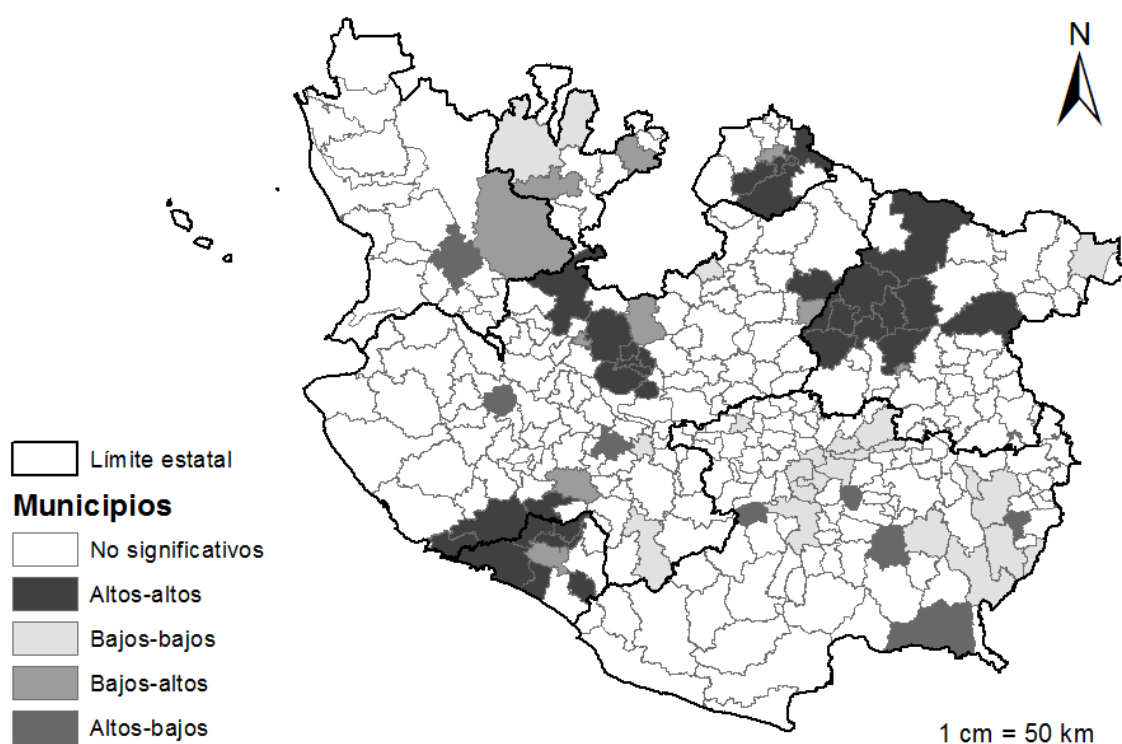 N
Límite estatal
Municipios
No significativos
Altos-altos
Bajos-bajos
Bajos-altos
Altos-bajos
1 cm = 50 km